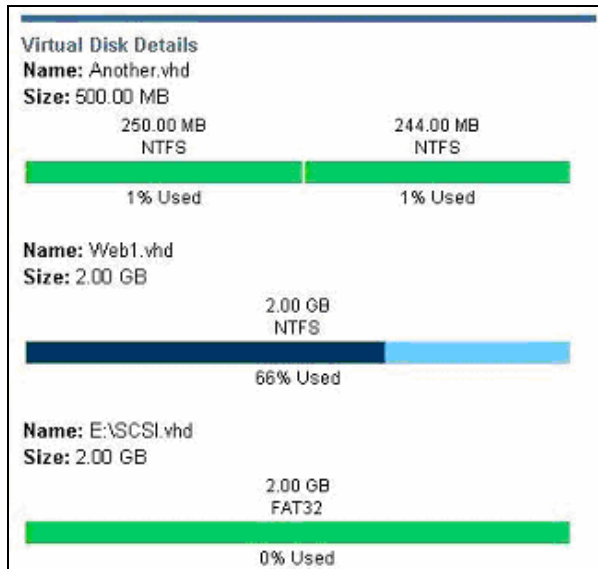 Virtual Disk Details
Name: Another.vhd
Size: 500.00 MB
250.00 MB 244.00 MB
NTFS NTFS
1% Used 1% Used
Name: Web1.vhd
Size: 2.00 GB
2.00 GB
NTFS
66% Used
Name: E:\SCSI.vhd
Size: 2.00 GB
2.00 GB
FAT32
0% Used